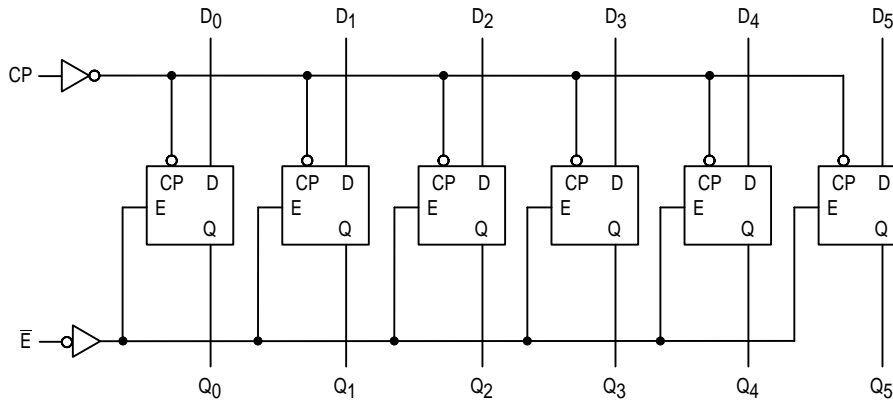 D0 D1 D2 D3 D4 D5
CP
CP D CP D CP D CP D CP D CP D
E E E E E E
Q Q Q Q Q Q
E̅
Q0 Q1 Q2 Q3 Q4 Q5